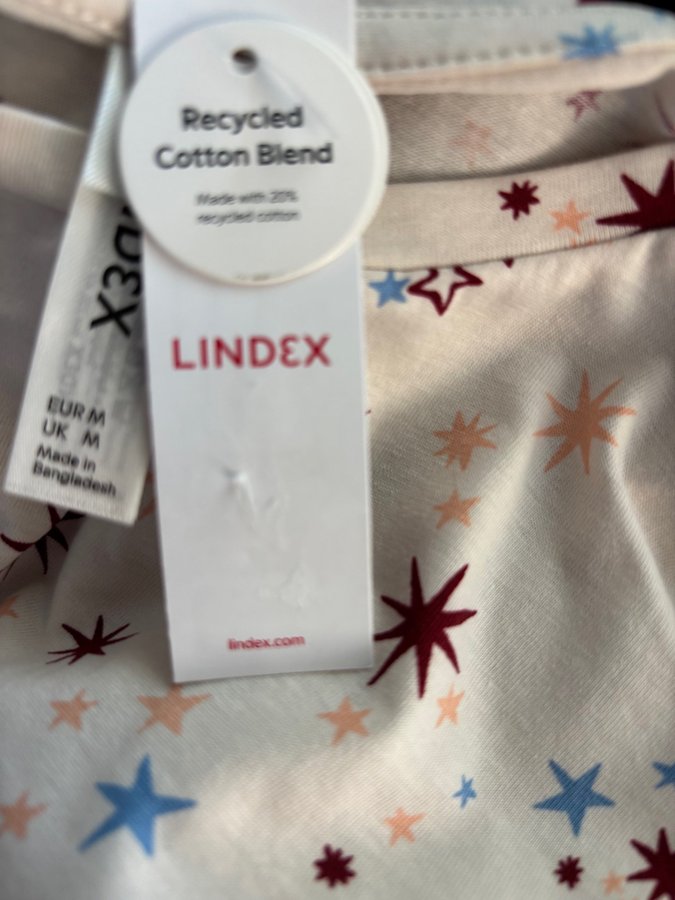 Recycled
Cotton Blend
Made with 20%
recycled cotton
LINDEX
lindex.com
EUR M
UK M
Made in
Bangladesh